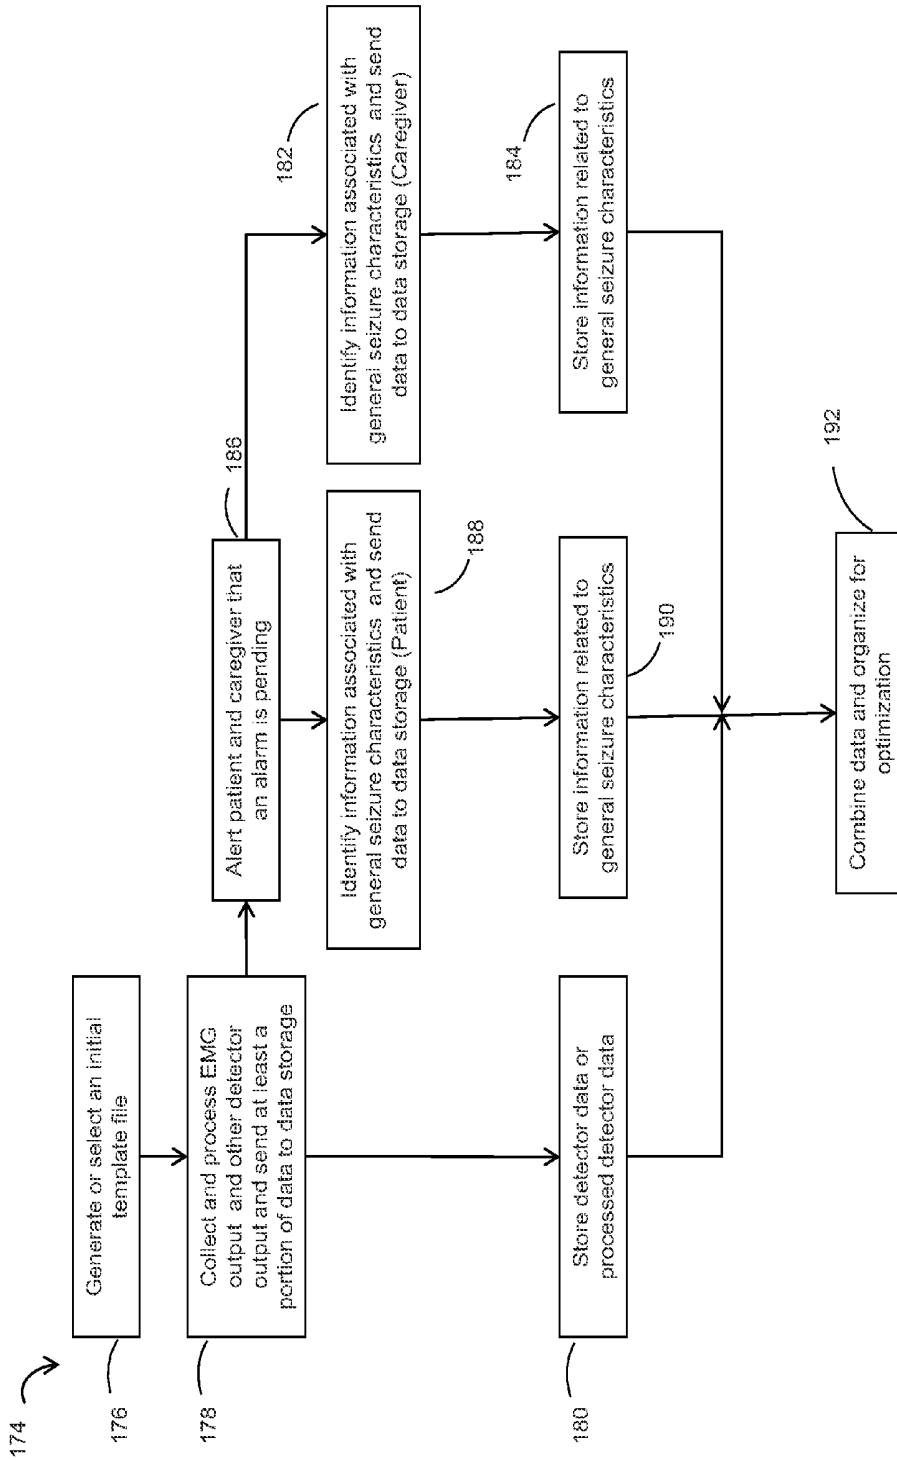 174
176
Generate or select an initial
template file
178
Collect and process EMG
output and other detector
output and send at least a
portion of data to data storage
186
Alert patient and caregiver that
an alarm is pending
182
Identify information associated with
general seizure characteristics and send
data to data storage (Caregiver)
Identify information associated with
general seizure characteristics and send
data to data storage (Patient)
188
180
Store detector data or
processed detector data
Store information related to
general seizure characteristics
190
184
Store information related to
general seizure characteristics
192
Combine data and organize for
optimization